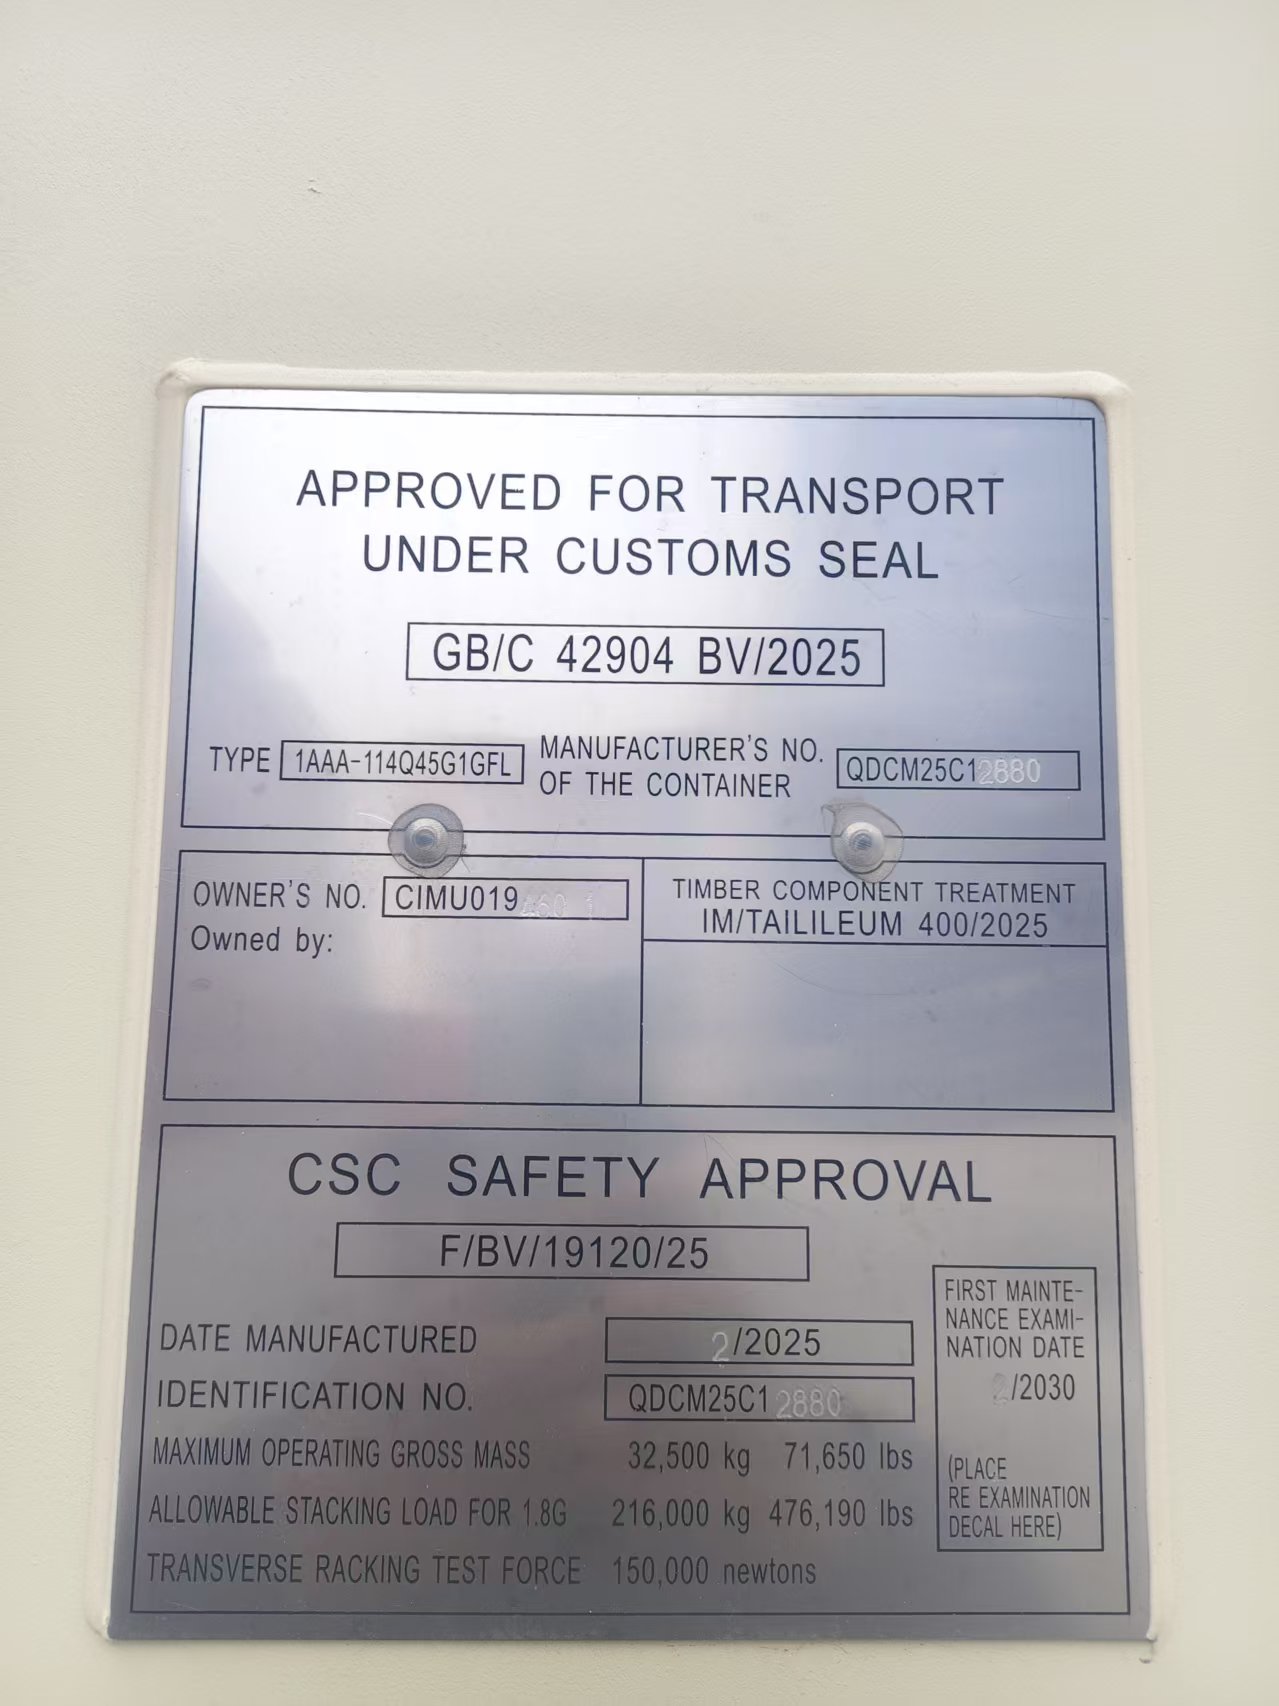 APPROVED FOR TRANSPORT
UNDER CUSTOMS SEAL
GB/C 42904 BV/2025
TYPE 1AAA-114Q45G1GFL
MANUFACTURER'S NO.
OF THE CONTAINER
QDCM25C12880
OWNER'S NO. CIMU019
Owned by:
TIMBER COMPONENT TREATMENT
IM/TAILILEUM 400/2025
CSC SAFETY APPROVAL
F/BV/19120/25
DATE MANUFACTURED 2/2025
IDENTIFICATION NO. QDCM25C1 2880
MAXIMUM OPERATING GROSS MASS 32,500 kg 71,650 lbs
ALLOWABLE STACKING LOAD FOR 1.8G 216,000 kg 476,190 lbs
TRANSVERSE RACKING TEST FORCE 150,000 newtons
FIRST MAINTE-
NANCE EXAMI-
NATION DATE
2/2030
(PLACE
RE EXAMINATION
DECAL HERE)